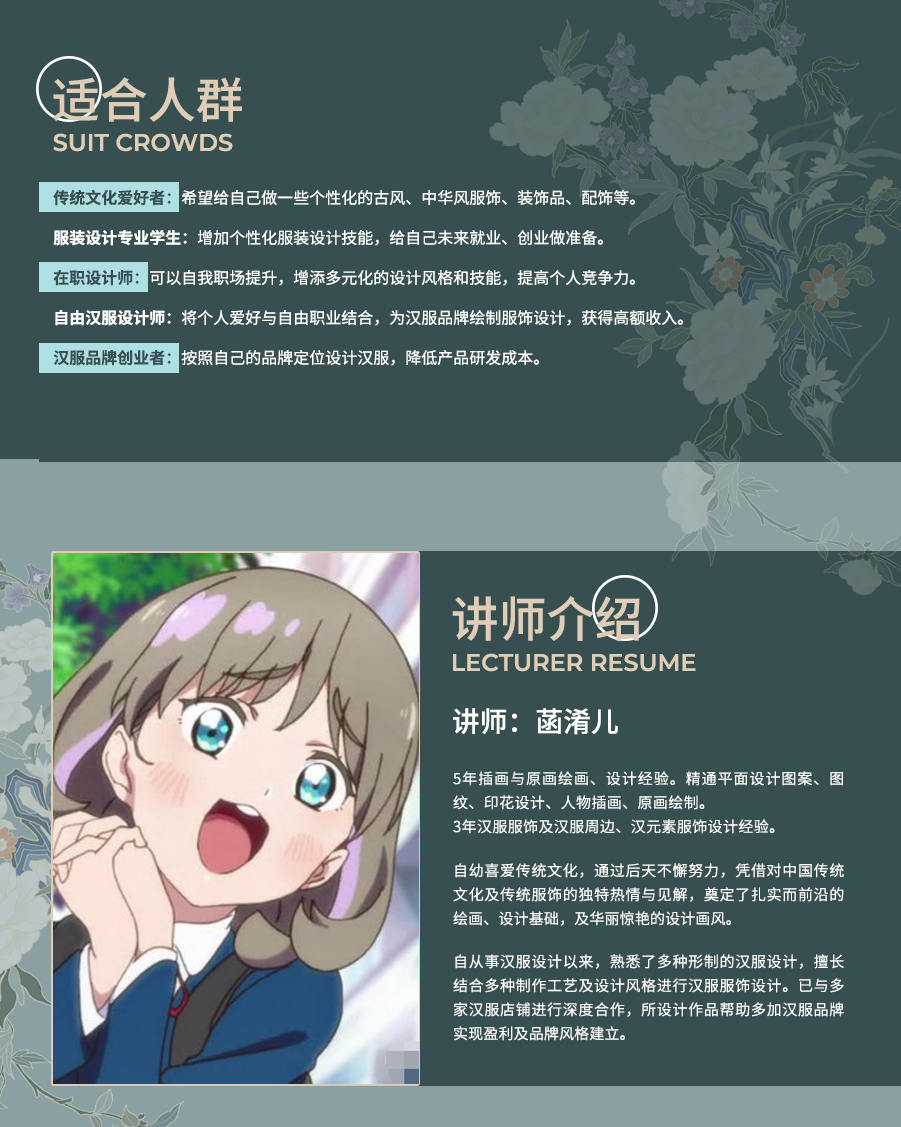 适合人群
SUIT CROWDS
传统文化爱好者：希望给自己做一些个性化的古风、中华风服饰、装饰品、配饰等。
服装设计专业学生：增加个性化服装设计技能，给自己未来就业、创业做准备。
在职设计师：可以自我职场提升，增添多元化的设计风格和技能，提高个人竞争力。
自由汉服设计师：将个人爱好与自由职业结合，为汉服品牌绘制服饰设计，获得高额收入。
汉服品牌创业者：按照自己的品牌定位设计汉服，降低产品研发成本。
讲师介绍
LECTURER RESUME
讲师：菡淆儿
5年插画与原画绘画、设计经验。精通平面设计图案、图
纹、印花设计、人物插画、原画绘制。
3年汉服服饰及汉服周边、汉元素服饰设计经验。
自幼喜爱传统文化，通过后天不懈努力，凭借对中国传统
文化及传统服饰的独特热情与见解，奠定了扎实而前沿的
绘画、设计基础，及华丽惊艳的设计画风。
自从事汉服设计以来，熟悉了多种形制的汉服设计，擅长
结合多种制作工艺及设计风格进行汉服服饰设计。已与多
家汉服店铺进行深度合作，所设计作品帮助多加汉服品牌
实现盈利及品牌风格建立。